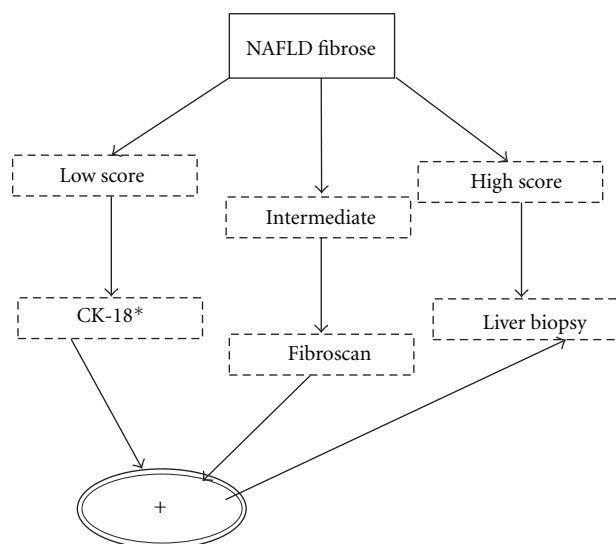 NAFLD fibrose
Low score
Intermediate
High score
CK-18*
Fibroscan
Liver biopsy
+